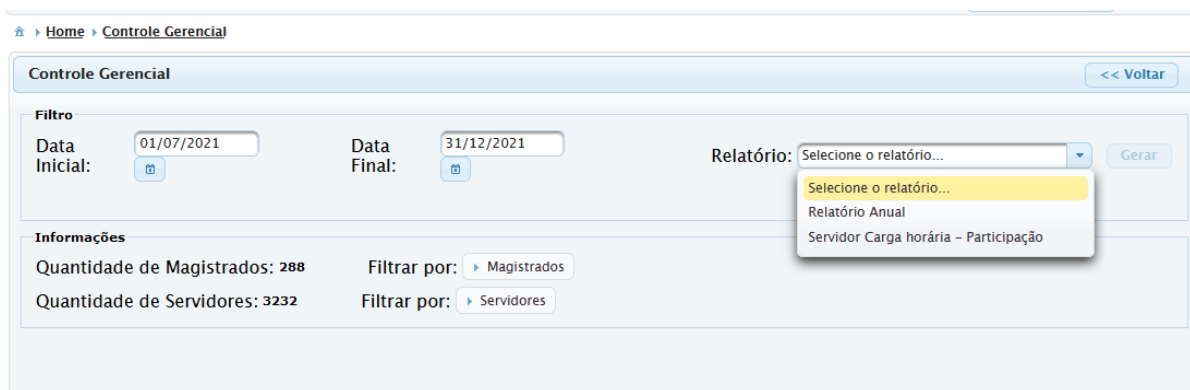 Home Controle Gerencial
Controle Gerencial
<< Voltar
Filtro
Data Inicial:
01/07/2021
Data Final:
31/12/2021
Relatório:
Selecione o relatório...
Gerar
Selecione o relatório...
Relatório Anual
Servidor Carga horária - Participação
Informações
Quantidade de Magistrados: 288 Filtrar por: Magistrados
Quantidade de Servidores: 3232 Filtrar por: Servidores